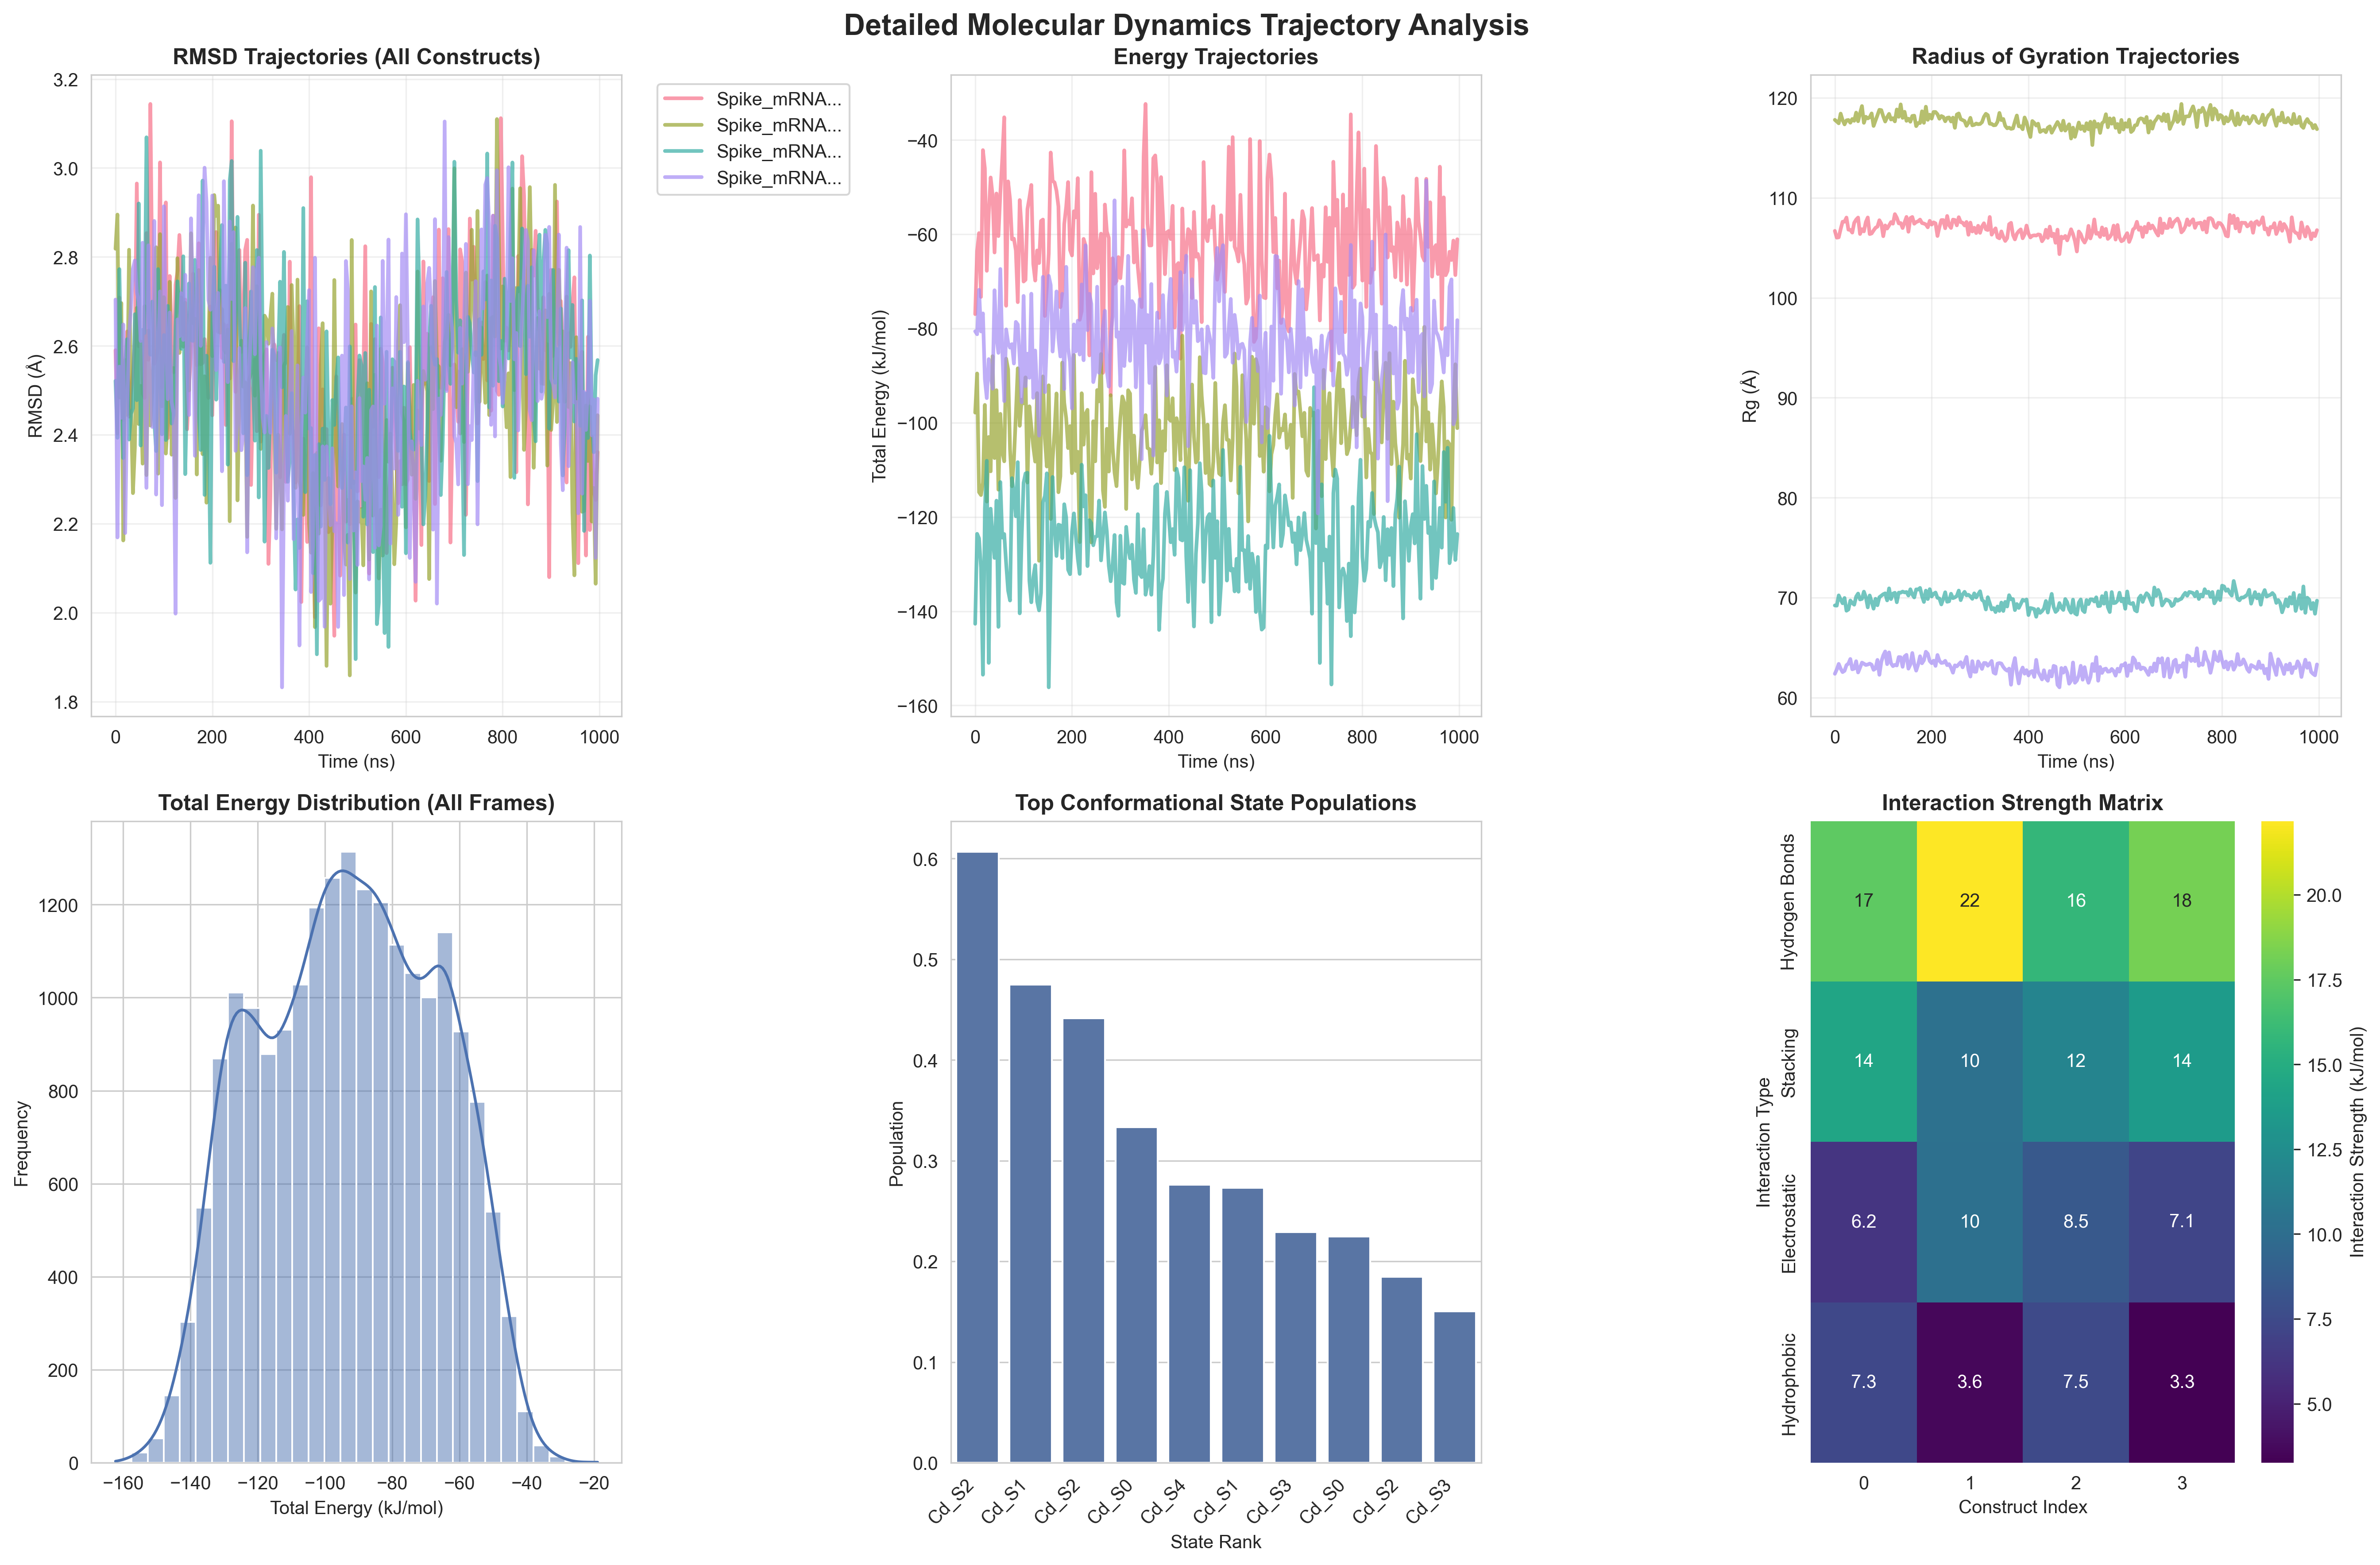 Detailed Molecular Dynamics Trajectory Analysis
RMSD Trajectories (All Constructs)
3.2
3.0
2.8
2.6
2.4
2.2
2.0
1.8
RMSD (Å)
0 200 400 600 800 1000
Time (ns)
Spike_mRNA...
Spike_mRNA...
Spike_mRNA...
Spike_mRNA...
Energy Trajectories
−40
−60
−80
−100
−120
−140
−160
Total Energy (kJ/mol)
0 200 400 600 800 1000
Time (ns)
Radius of Gyration Trajectories
120
110
100
90
80
70
60
Rg (Å)
0 200 400 600 800 1000
Time (ns)
Total Energy Distribution (All Frames)
1200
1000
800
600
400
200
0
Frequency
−160 −140 −120 −100 −80 −60 −40 −20
Total Energy (kJ/mol)
Top Conformational State Populations
0.6
0.5
0.4
0.3
0.2
0.1
0.0
Population
Cd_S2 Cd_S1 Cd_S2 Cd_S0 Cd_S4 Cd_S1 Cd_S3 Cd_S0 Cd_S2 Cd_S3
State Rank
Interaction Strength Matrix
Interaction Type
Hydrogen Bonds
17 22 16 18
Stacking
14 10 12 14
Electrostatic
6.2 10 8.5 7.1
Hydrophobic
7.3 3.6 7.5 3.3
0 1 2 3
Construct Index
20.0
17.5
15.0
12.5
10.0
7.5
5.0
Interaction Strength (kJ/mol)